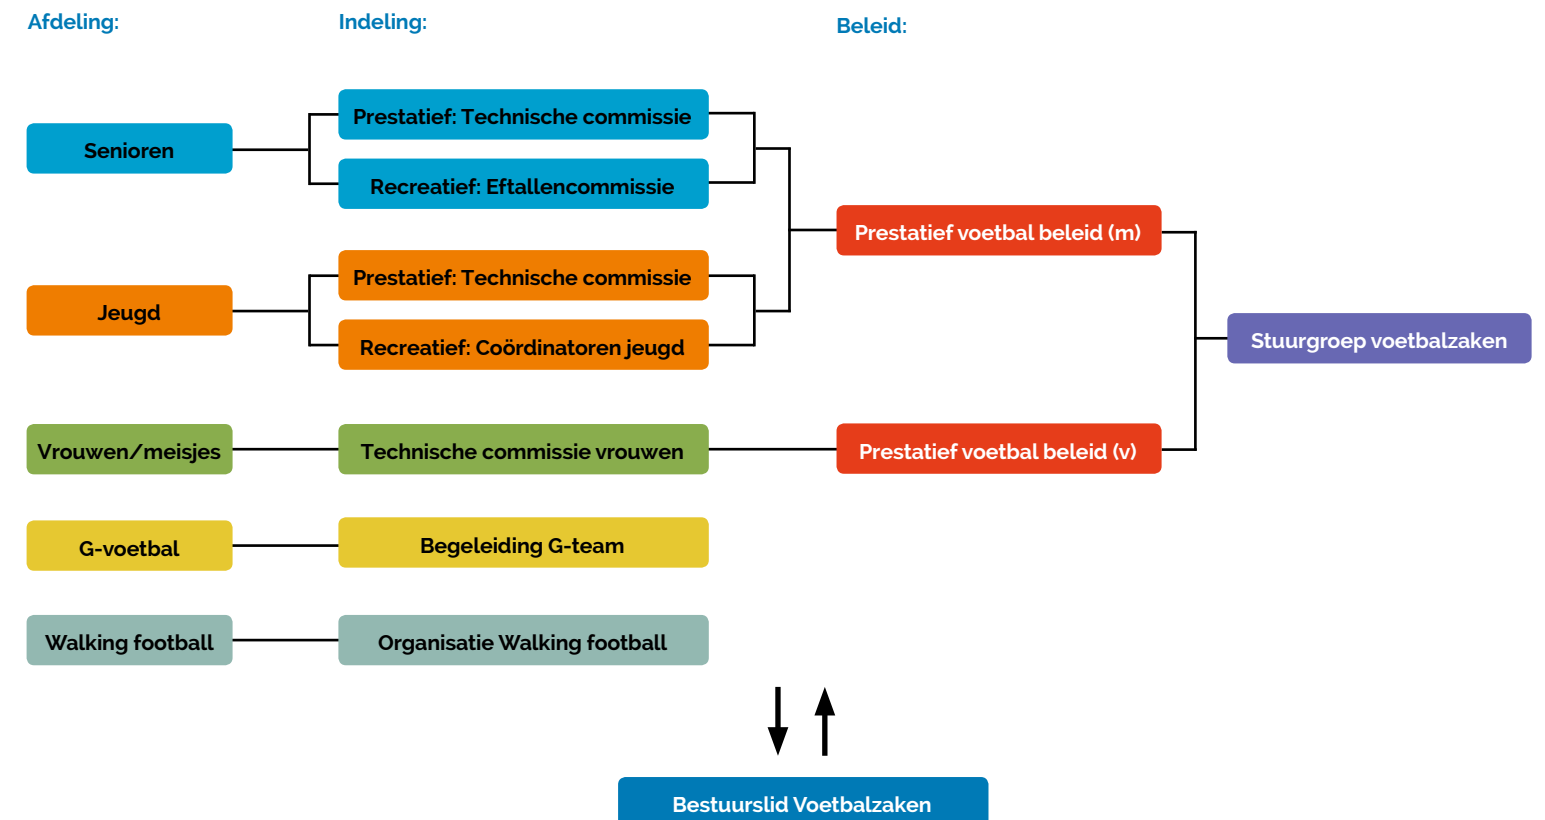 Afdeling:
Indeling:
Beleid:
Senioren
Prestatief: Technische commissie
Recreatief: Eftallencommissie
Prestatief voetbal beleid (m)
Jeugd
Prestatief: Technische commissie
Recreatief: Coördinatoren jeugd
Stuurgroep voetbalzaken
Vrouwen/meisjes
Technische commissie vrouwen
Prestatief voetbal beleid (v)
G-voetbal
Begeleiding G-team
Walking football
Organisatie Walking football
Bestuurslid Voetbalzaken